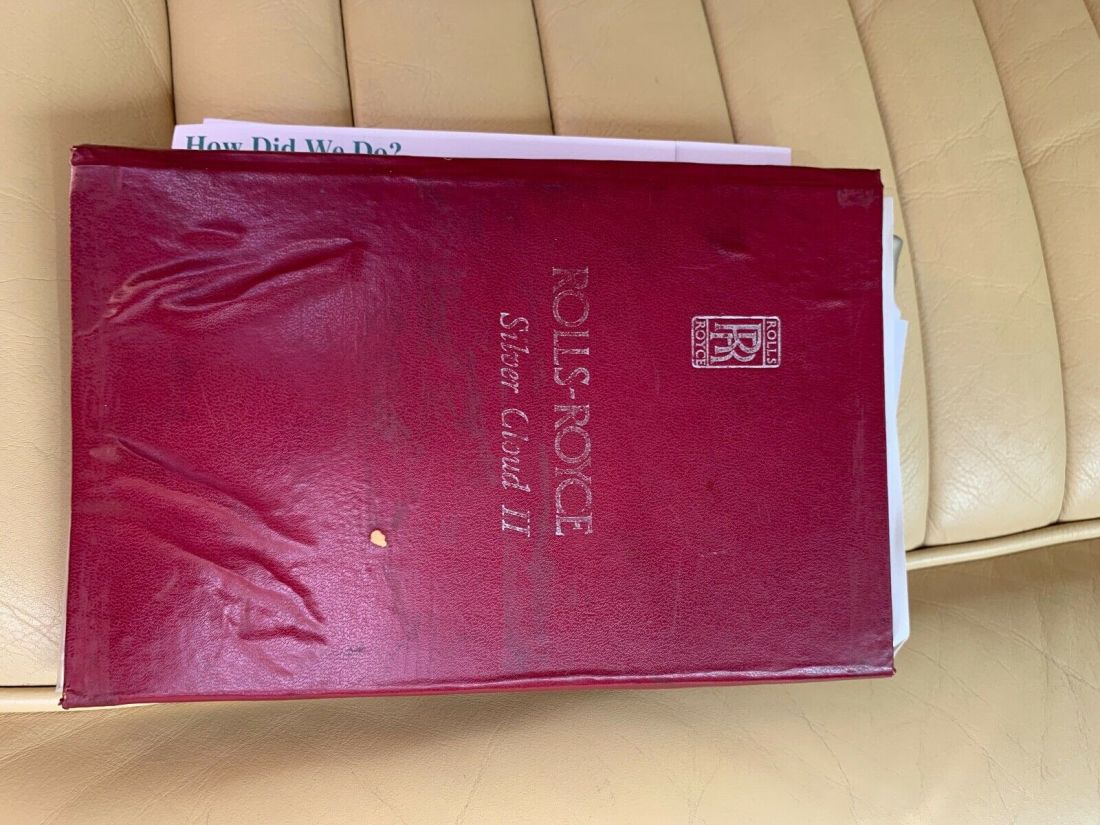 How Did We Do?
ROLLS
RR
ROYCE
ROLLS-ROYCE
Silver Cloud II